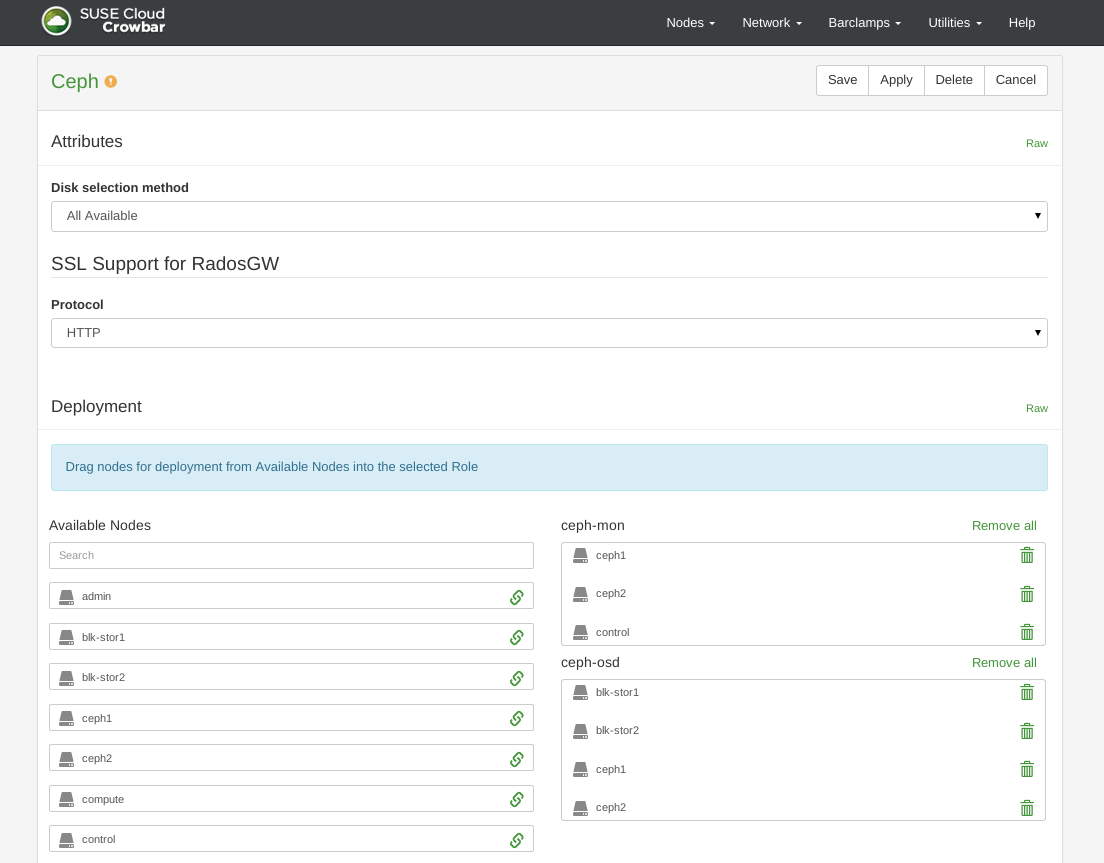 SUSE Cloud
Crowbar
Nodes Network Barclamps Utilities Help
Ceph
Save Apply Delete Cancel
Attributes Raw
Disk selection method
All Available
SSL Support for RadosGW
Protocol
HTTP
Deployment Raw
Drag nodes for deployment from Available Nodes into the selected Role
Available Nodes
Search
admin
blk-stor1
blk-stor2
ceph1
ceph2
compute
control
ceph-mon Remove all
ceph1
ceph2
control
ceph-osd Remove all
blk-stor1
blk-stor2
ceph1
ceph2